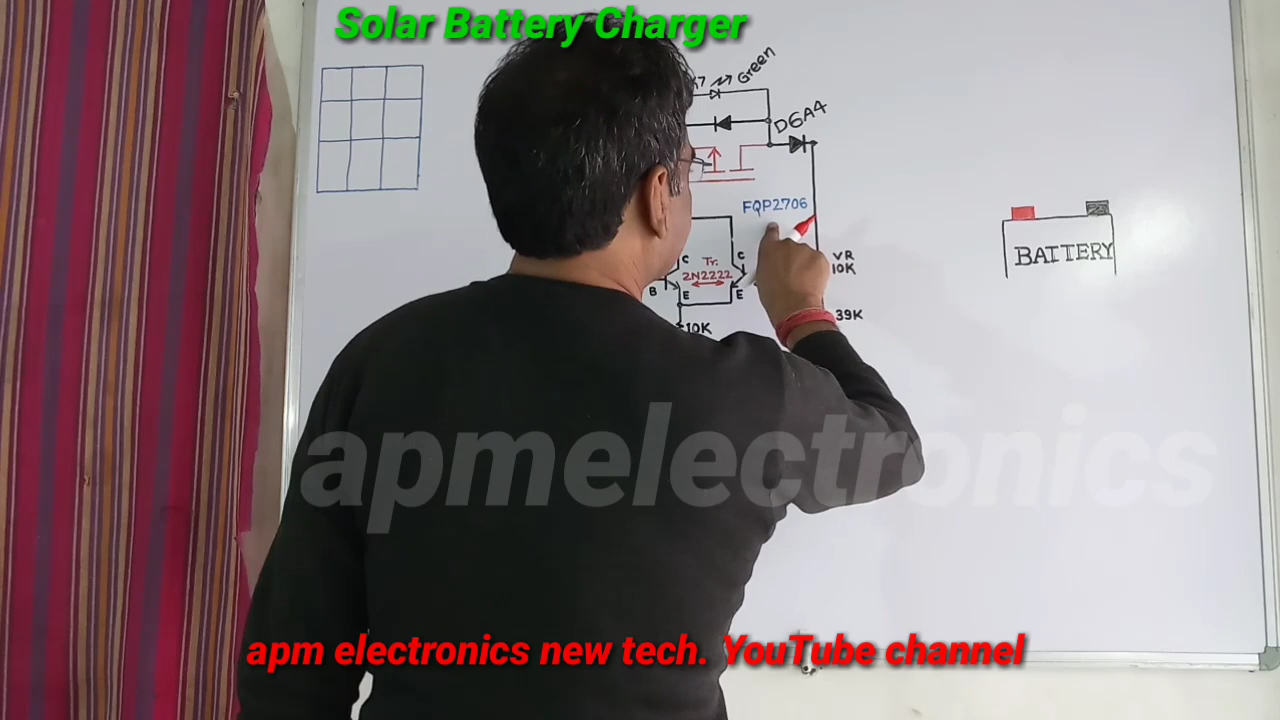 Solar Battery Charger
Green
D6A4
FQP2706
C
Tr.
C
2N2222
B
E
E
10K
VR
10K
39K
BATTERY
apmelectronics
apm electronics new tech. YouTube channel